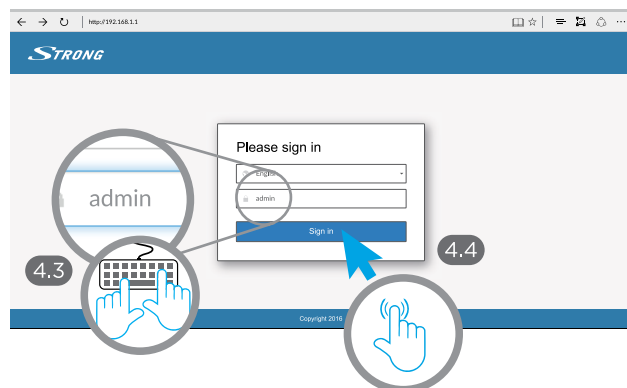 http://192.168.1.1
STRONG
Please sign in
English
admin
admin
Sign in
4.3
4.4
Copyright 2016